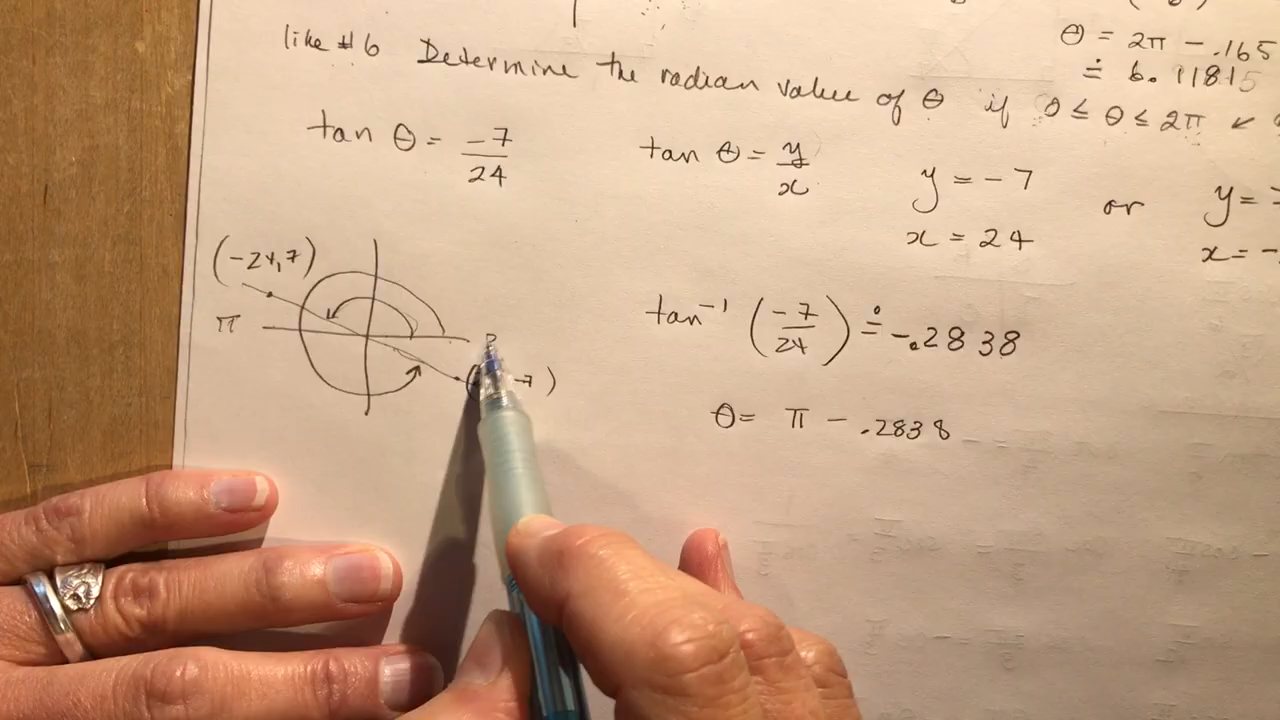 θ = 2π - .165
≐ 6.11815
like #6 Determine the radian value of θ if 0 ≤ θ ≤ 2π
tan θ = -7/24
tan θ = y/x
y = -7
x = 24
or
y =
x = -
(-24, 7)
π
-7 )
tan⁻¹ (-7/24) ≐ -.2838
θ = π - .2838